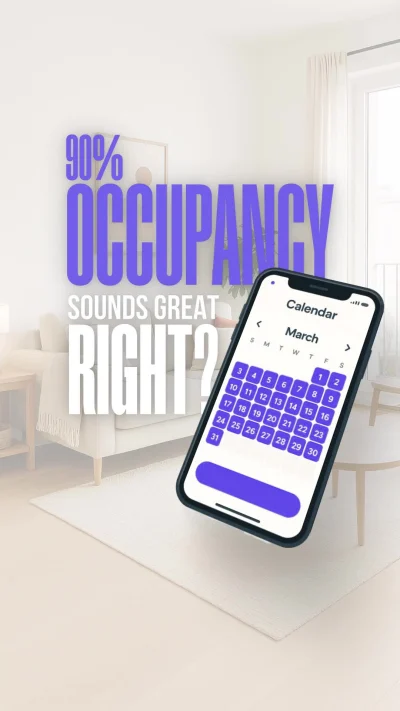 90%
OCCUPANCY
SOUNDS GREAT
RIGHT?
Calendar
March
S M T W T F S
1 2
3 4 5 6 7 8 9
10 11 12 13 14 15 16
17 18 19 20 21 22 23
24 25 26 27 28 29 30
31